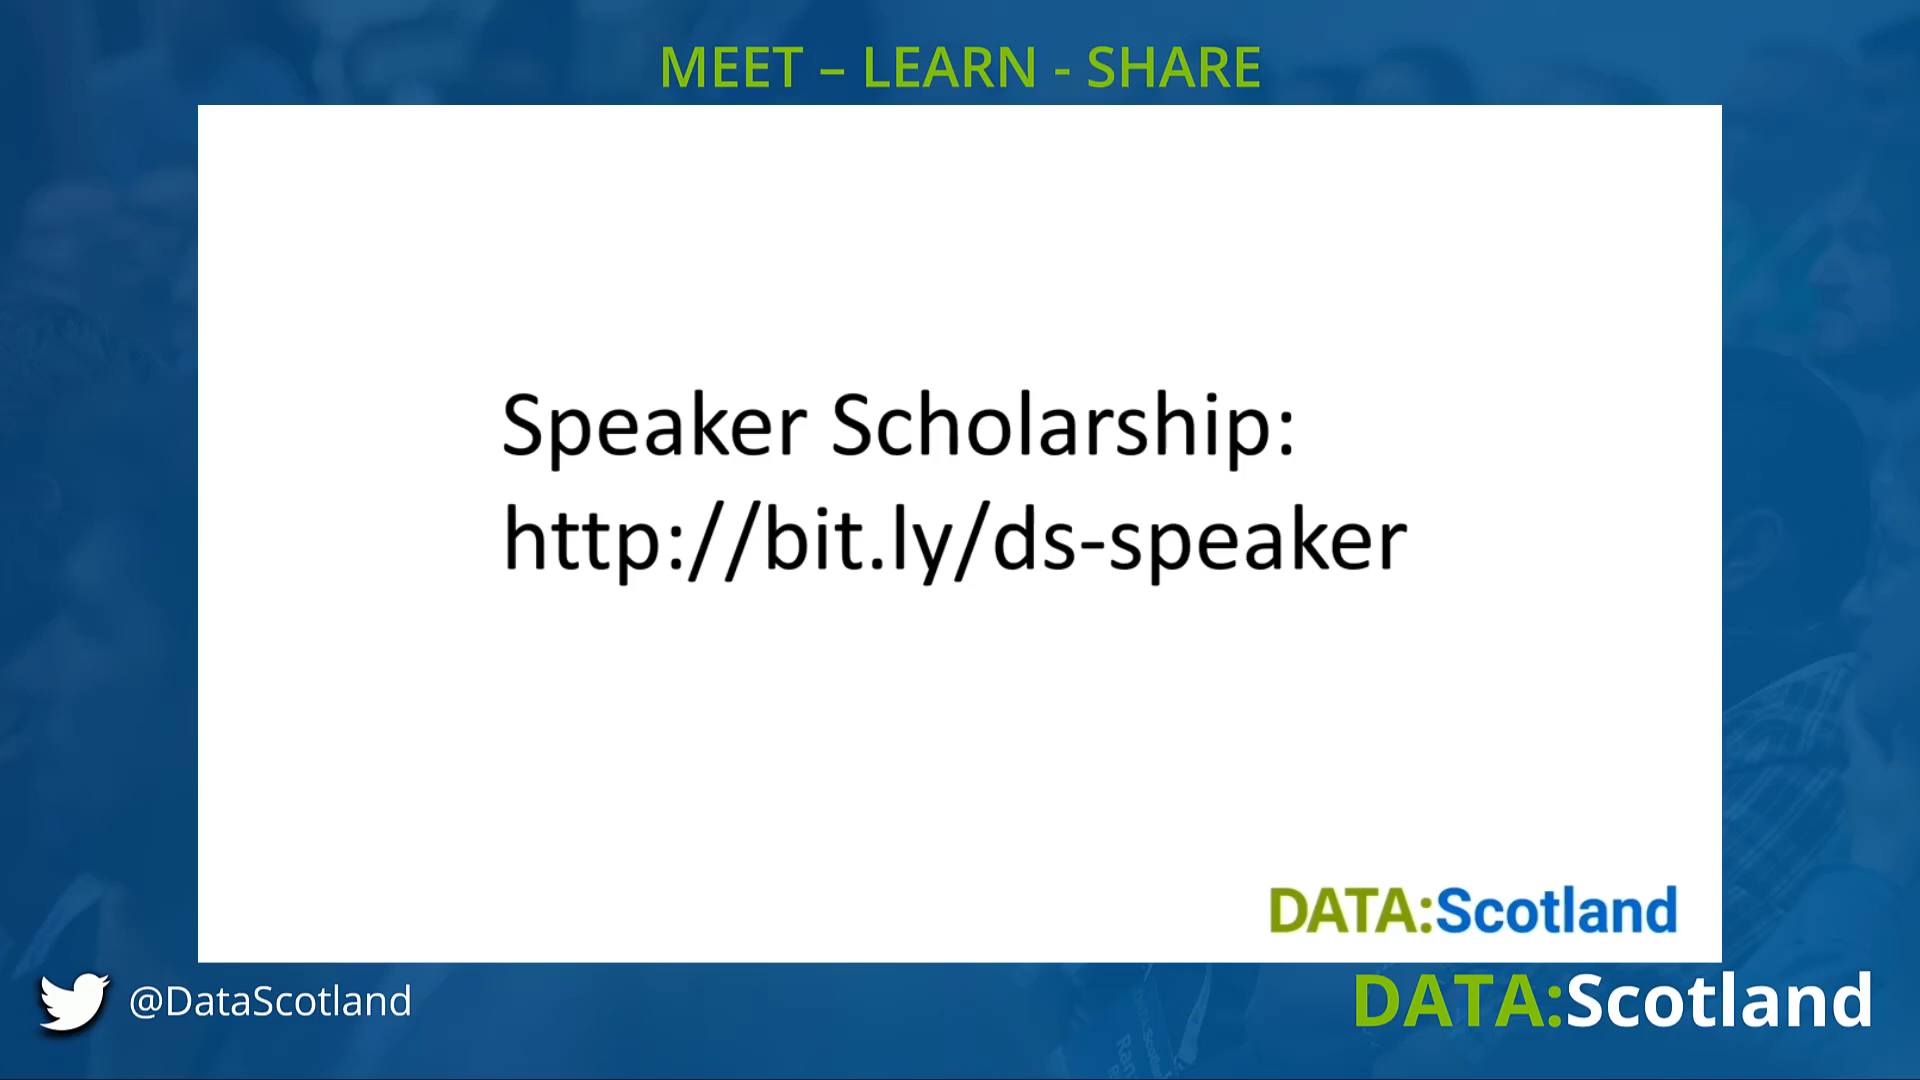 MEET – LEARN - SHARE
Speaker Scholarship:
http://bit.ly/ds-speaker
DATA:Scotland
@DataScotland
DATA:Scotland